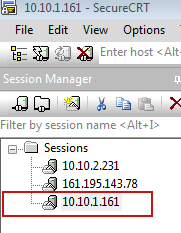 10.10.1.161 - SecureCRT
File Edit View Options
Enter host <Alt+
Session Manager
Filter by session name <Alt+I>
Sessions
10.10.2.231
161.195.143.78
10.10.1.161